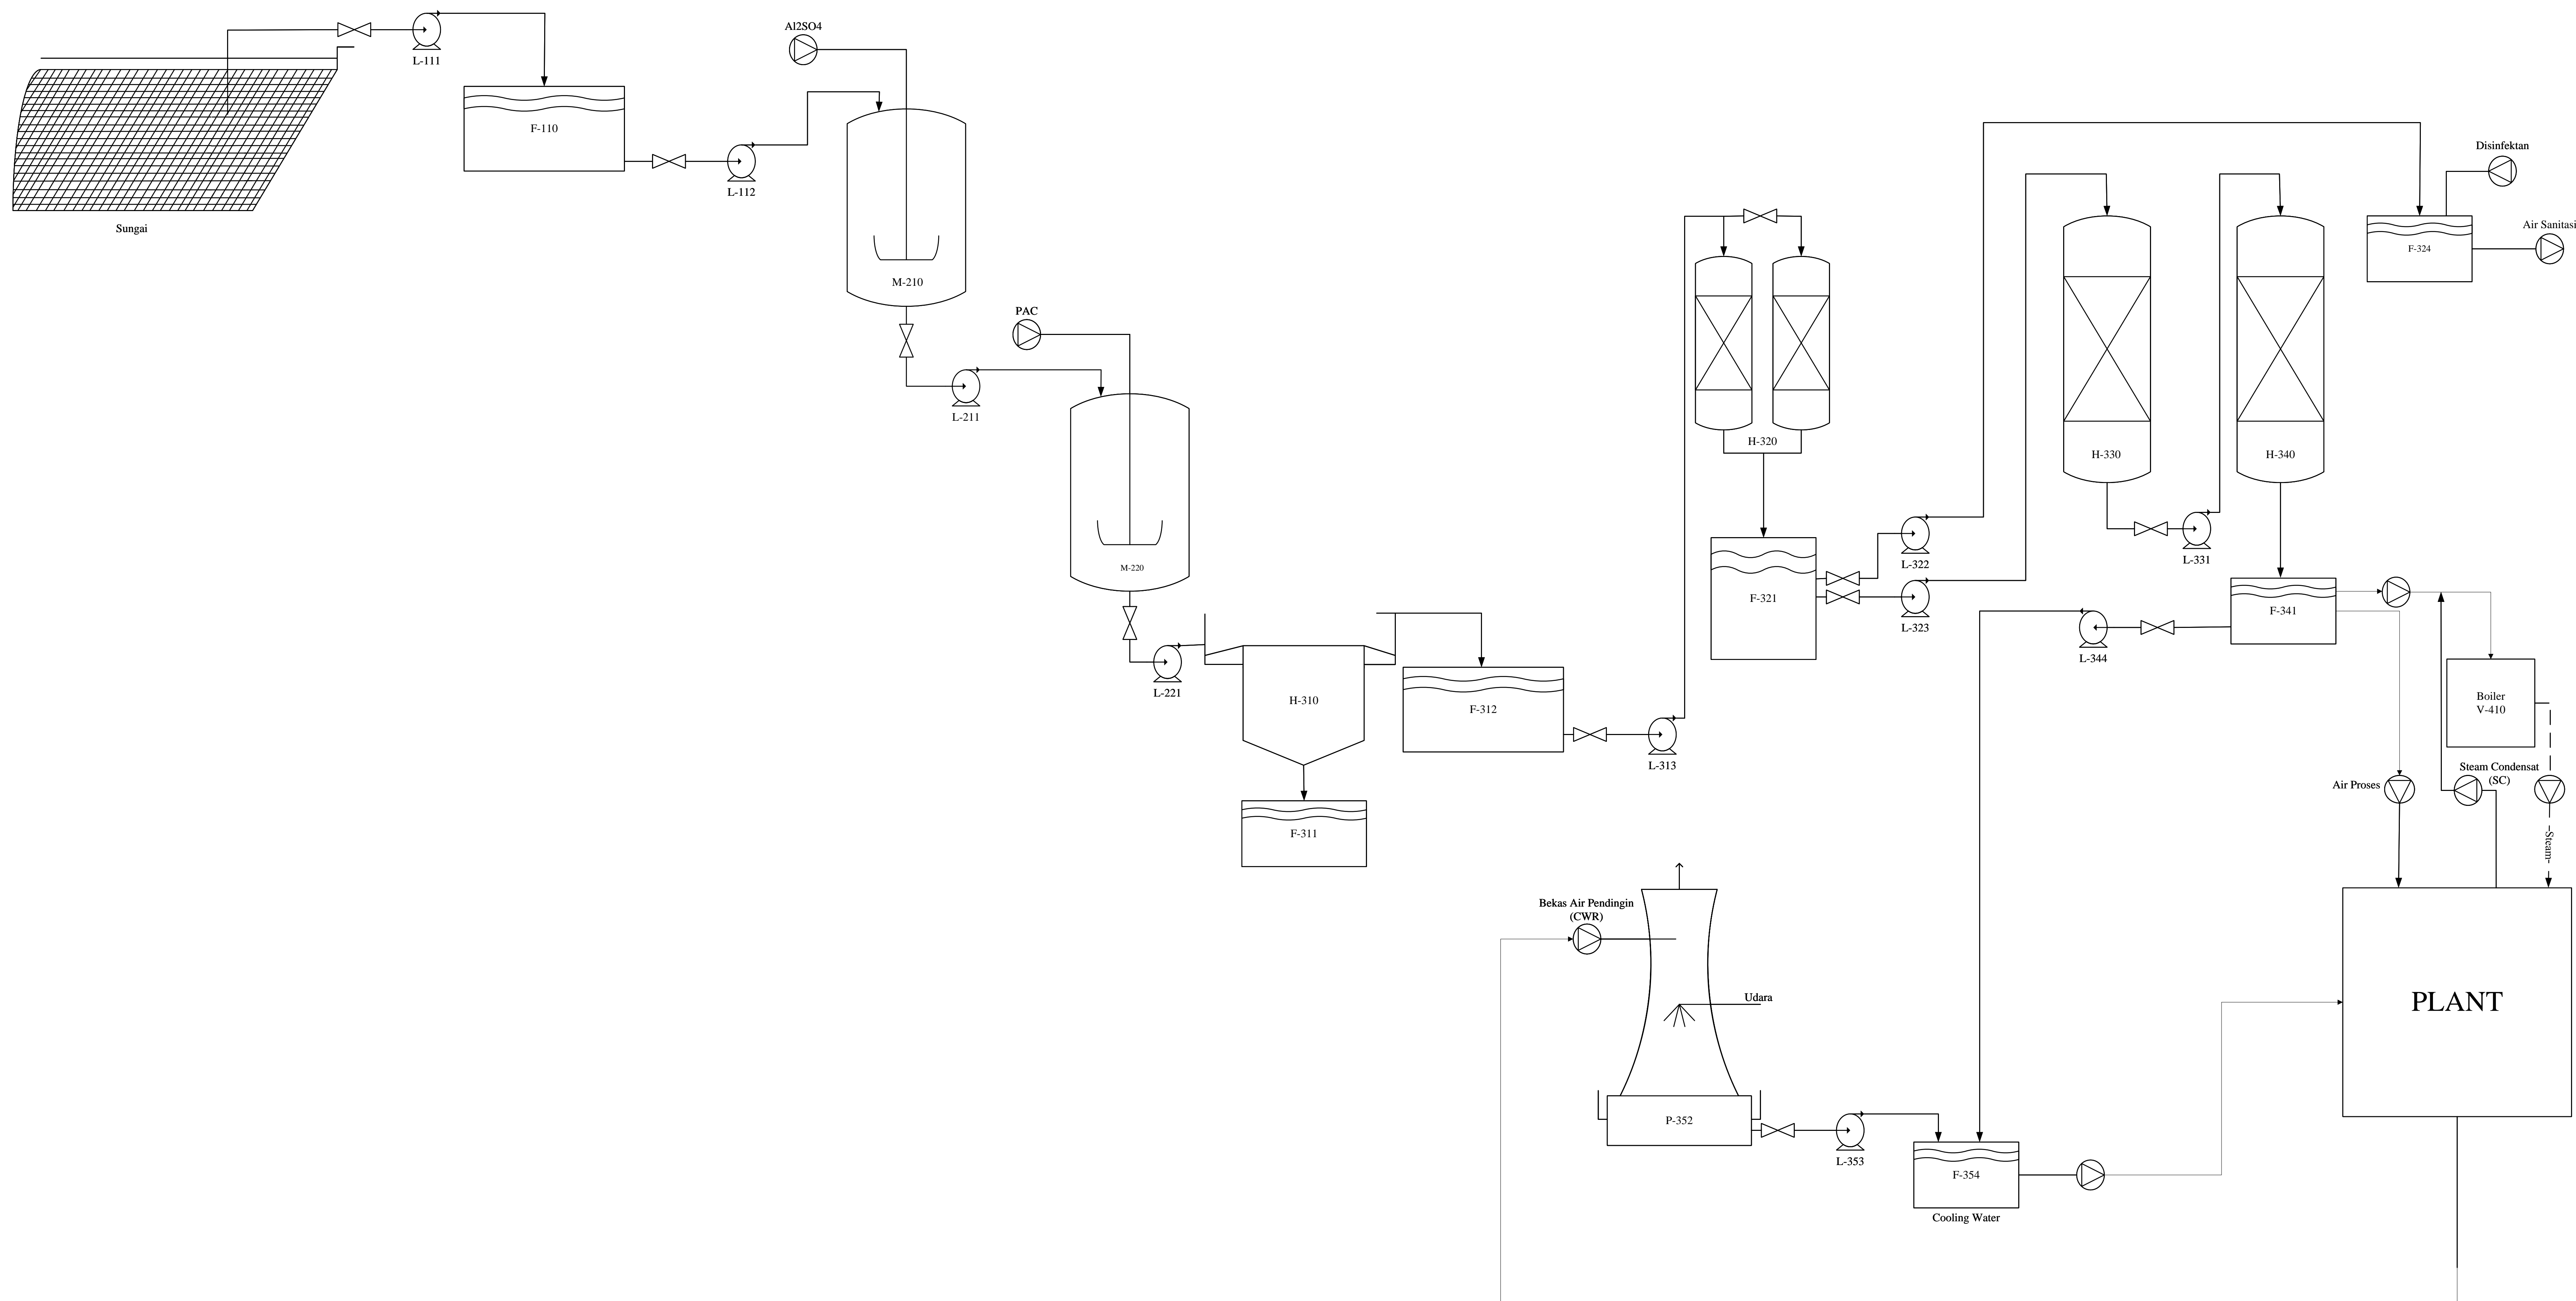 L-111
Sungai
F-110
Al2SO4
L-112
M-210
PAC
L-211
M-220
L-221
H-310
F-311
F-312
L-313
H-320
F-321
L-322
L-323
H-330
L-331
H-340
Disinfektan
Air Sanitasi
F-324
F-341
L-344
Boiler
V-410
Steam Condensat
(SC)
Air Proses
-Steam-
PLANT
Bekas Air Pendingin
(CWR)
Udara
P-352
L-353
F-354
Cooling Water